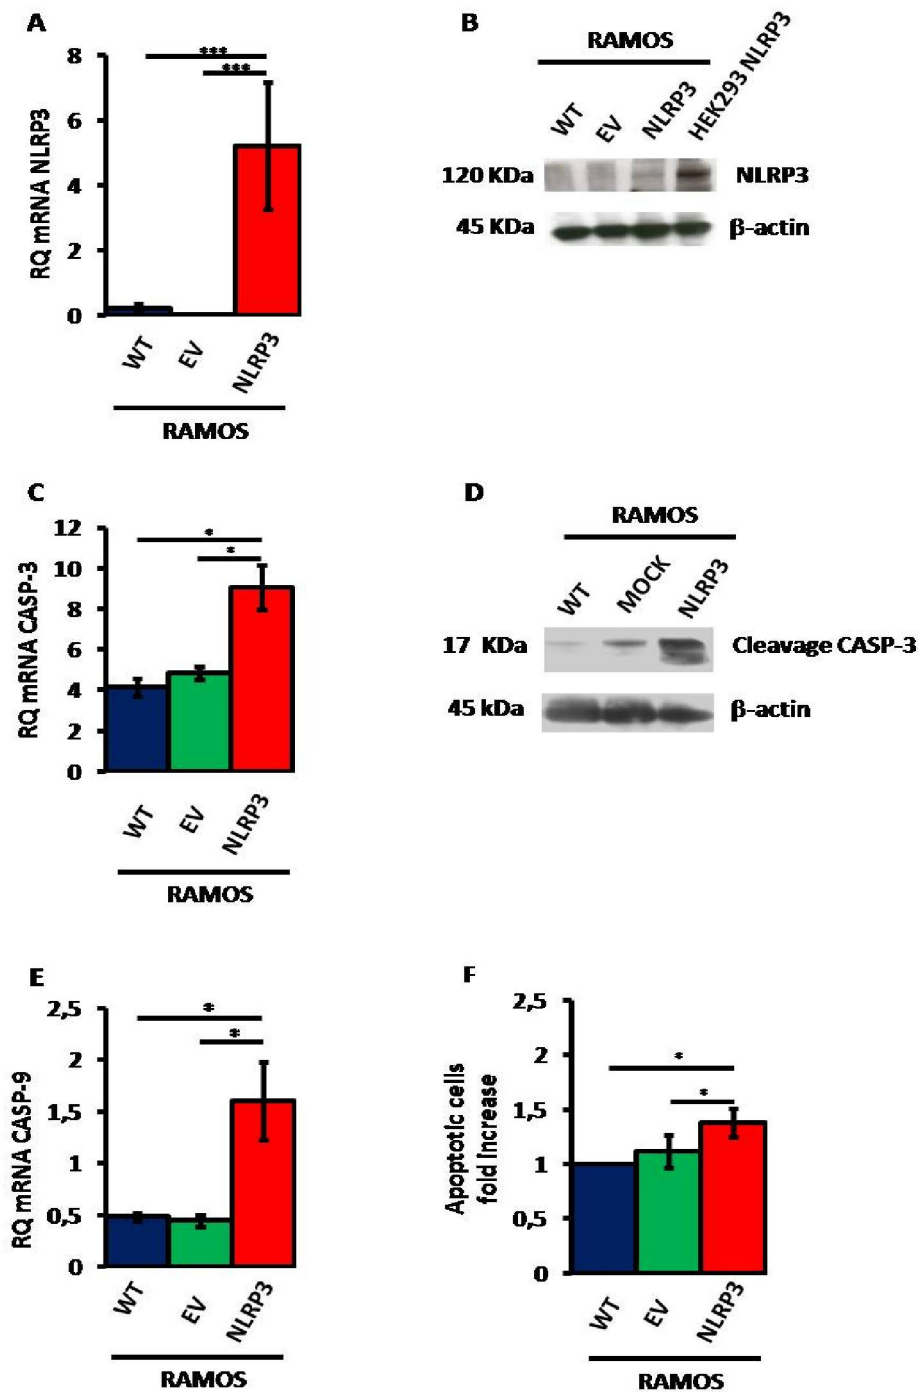 A
RQ mRNA NLRP3
8
6
4
2
0
***
***
WT
EV
NLRP3
RAMOS
B
RAMOS
WT
EV
NLRP3
HEK293 NLRP3
120 KDa
NLRP3
45 KDa
β-actin
C
RQ mRNA CASP-3
12
10
8
6
4
2
0
*
*
WT
EV
NLRP3
RAMOS
D
RAMOS
WT
MOCK
NLRP3
17 KDa
Cleavage CASP-3
45 kDa
β-actin
E
RQ mRNA CASP-9
2,5
2
1,5
1
0,5
0
*
*
WT
EV
NLRP3
RAMOS
F
Apoptotic cells
fold increase
2,5
2
1,5
1
0,5
0
*
*
WT
EV
NLRP3
RAMOS